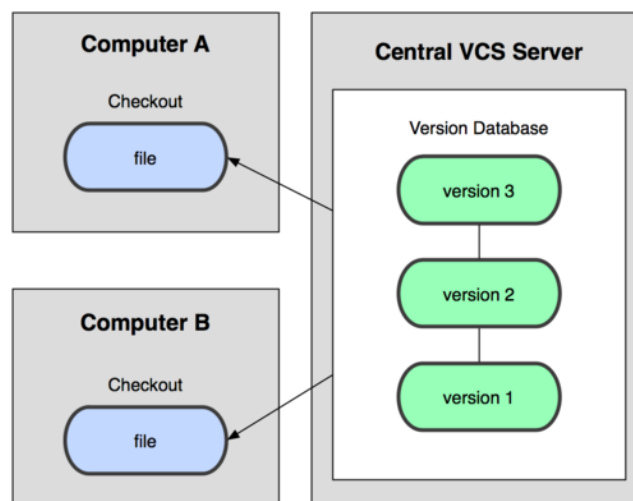 Computer A
Checkout
file
Computer B
Checkout
file
Central VCS Server
Version Database
version 3
version 2
version 1